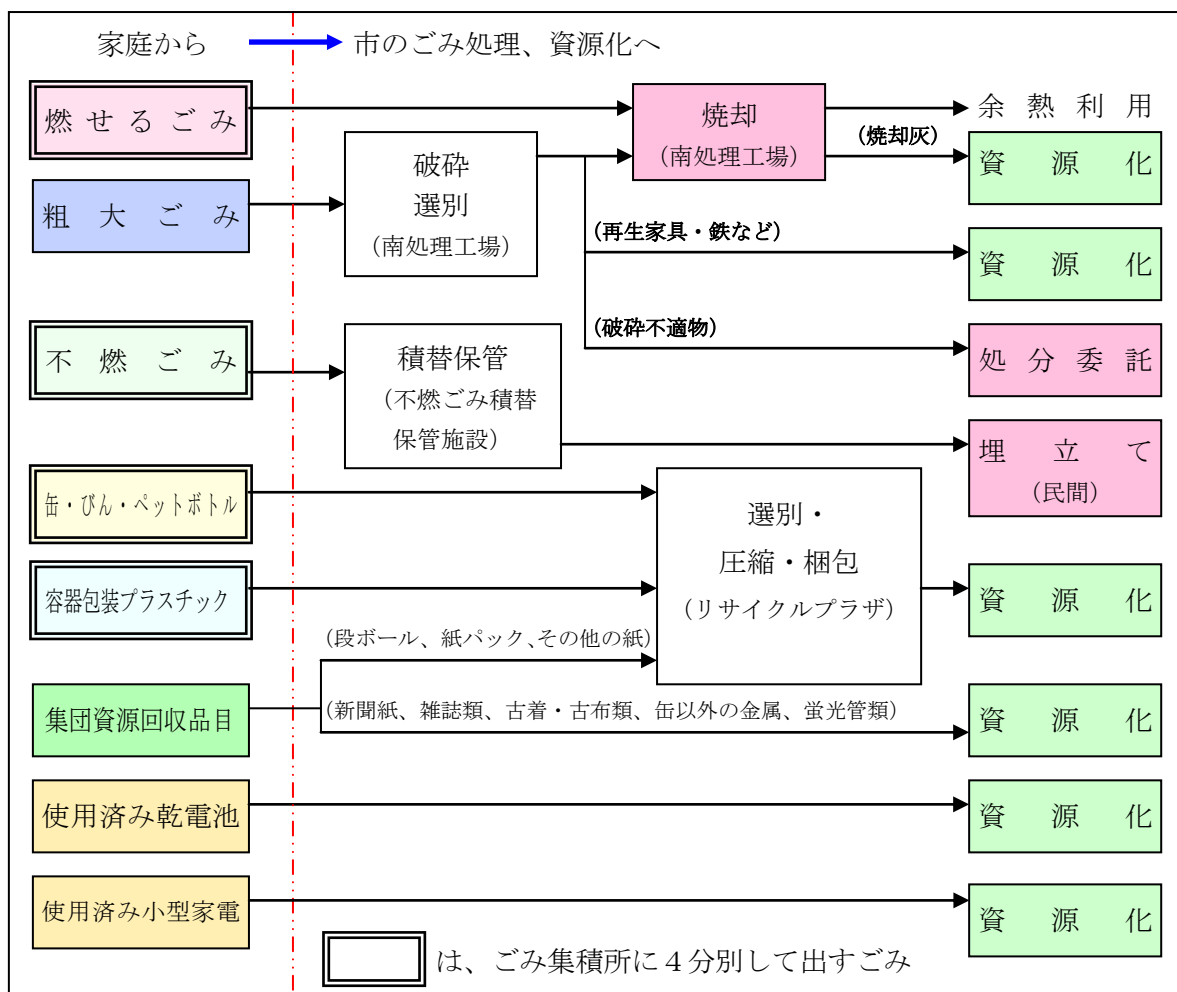 家庭から
市のごみ処理、資源化へ
燃せるごみ
焼却
(南処理工場)
余熱利用
(焼却灰)
資源化
粗大ごみ
破砕
選別
(南処理工場)
(再生家具・鉄など)
資源化
(破砕不適物)
処分委託
不燃ごみ
積替保管
(不燃ごみ積替
保管施設)
埋立て
(民間)
缶・びん・ペットボトル
選別・
圧縮・梱包
(リサイクルプラザ)
容器包装プラスチック
資源化
(段ボール、紙パック、その他の紙)
集団資源回収品目
(新聞紙、雑誌類、古着・古布類、缶以外の金属、蛍光管類)
資源化
使用済み乾電池
資源化
使用済み小型家電
資源化
は、ごみ集積所に4分別して出すごみ